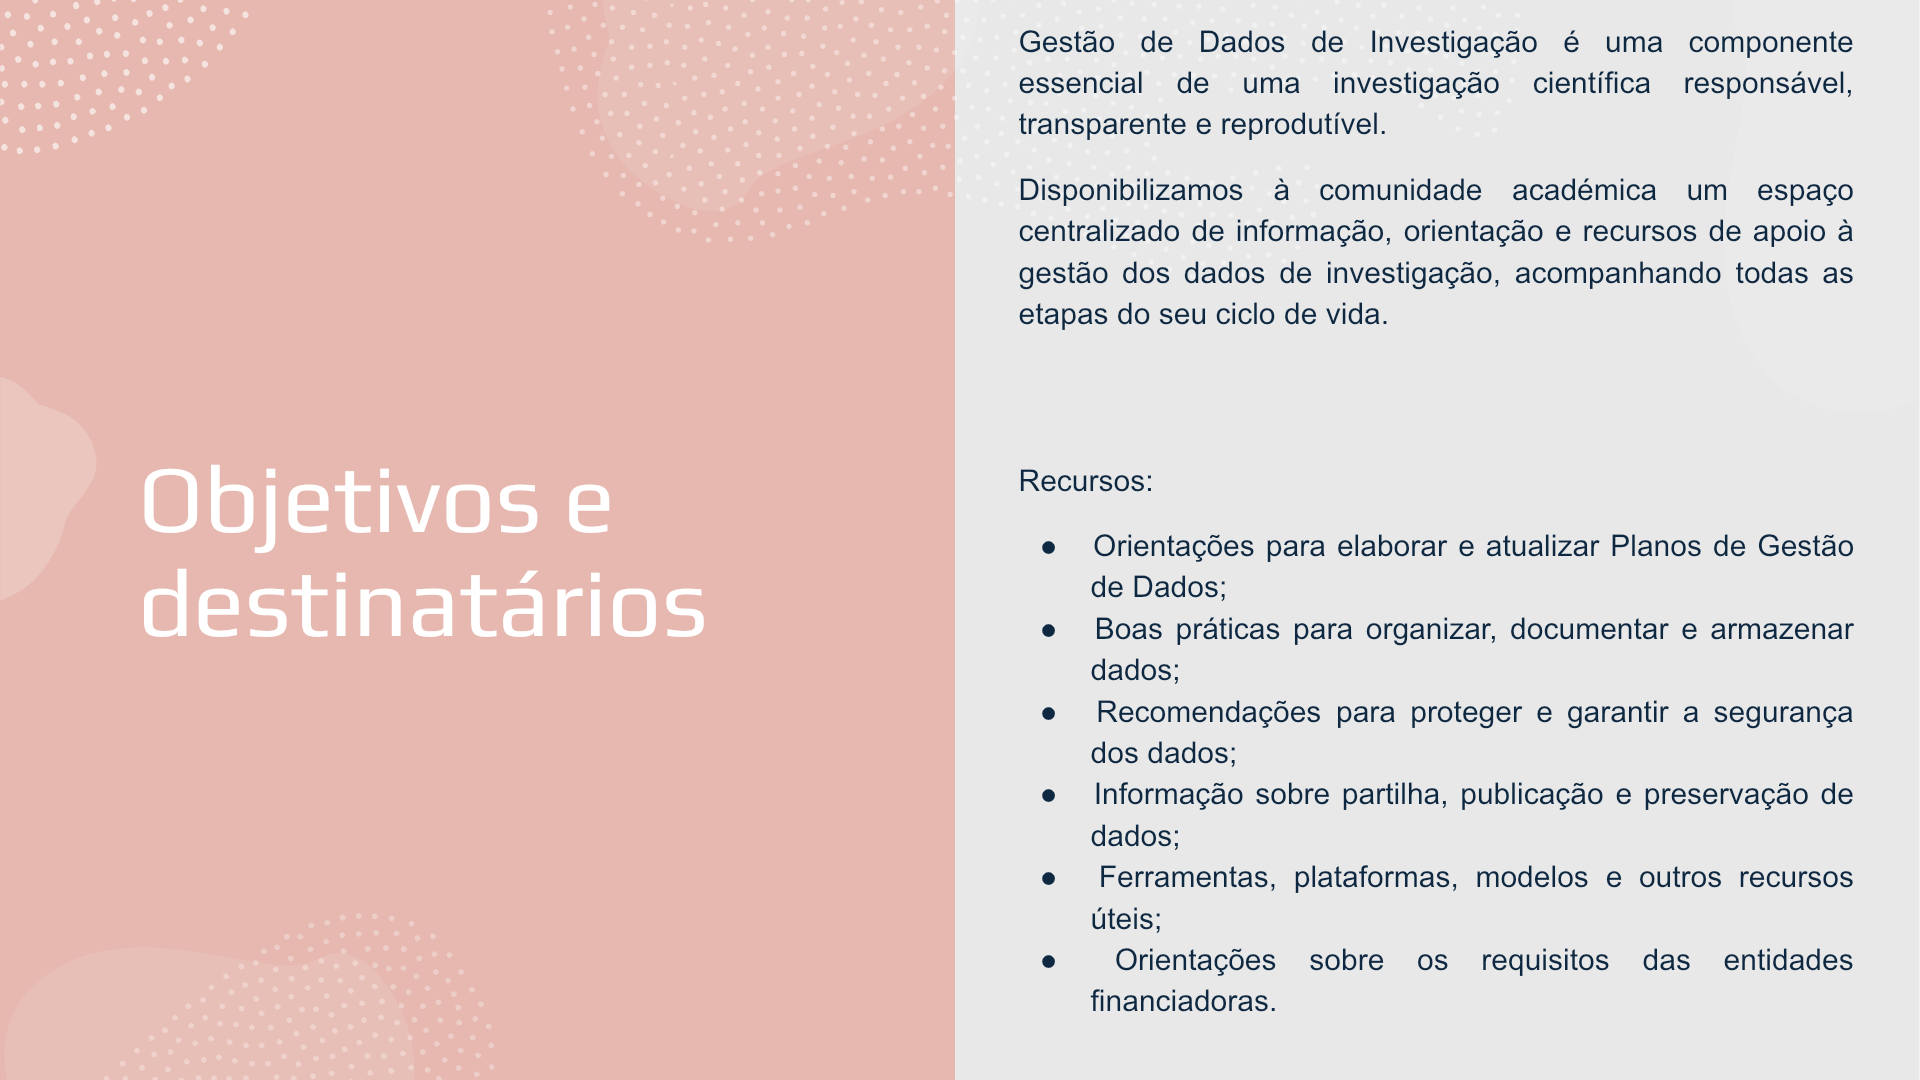 Objetivos e
destinatários
Gestão de Dados de Investigação é uma componente
essencial de uma investigação científica responsável,
transparente e reprodutível.
Disponibilizamos à comunidade académica um espaço
centralizado de informação, orientação e recursos de apoio à
gestão dos dados de investigação, acompanhando todas as
etapas do seu ciclo de vida.
Recursos:
● Orientações para elaborar e atualizar Planos de Gestão
de Dados;
● Boas práticas para organizar, documentar e armazenar
dados;
● Recomendações para proteger e garantir a segurança
dos dados;
● Informação sobre partilha, publicação e preservação de
dados;
● Ferramentas, plataformas, modelos e outros recursos
úteis;
● Orientações sobre os requisitos das entidades
financiadoras.